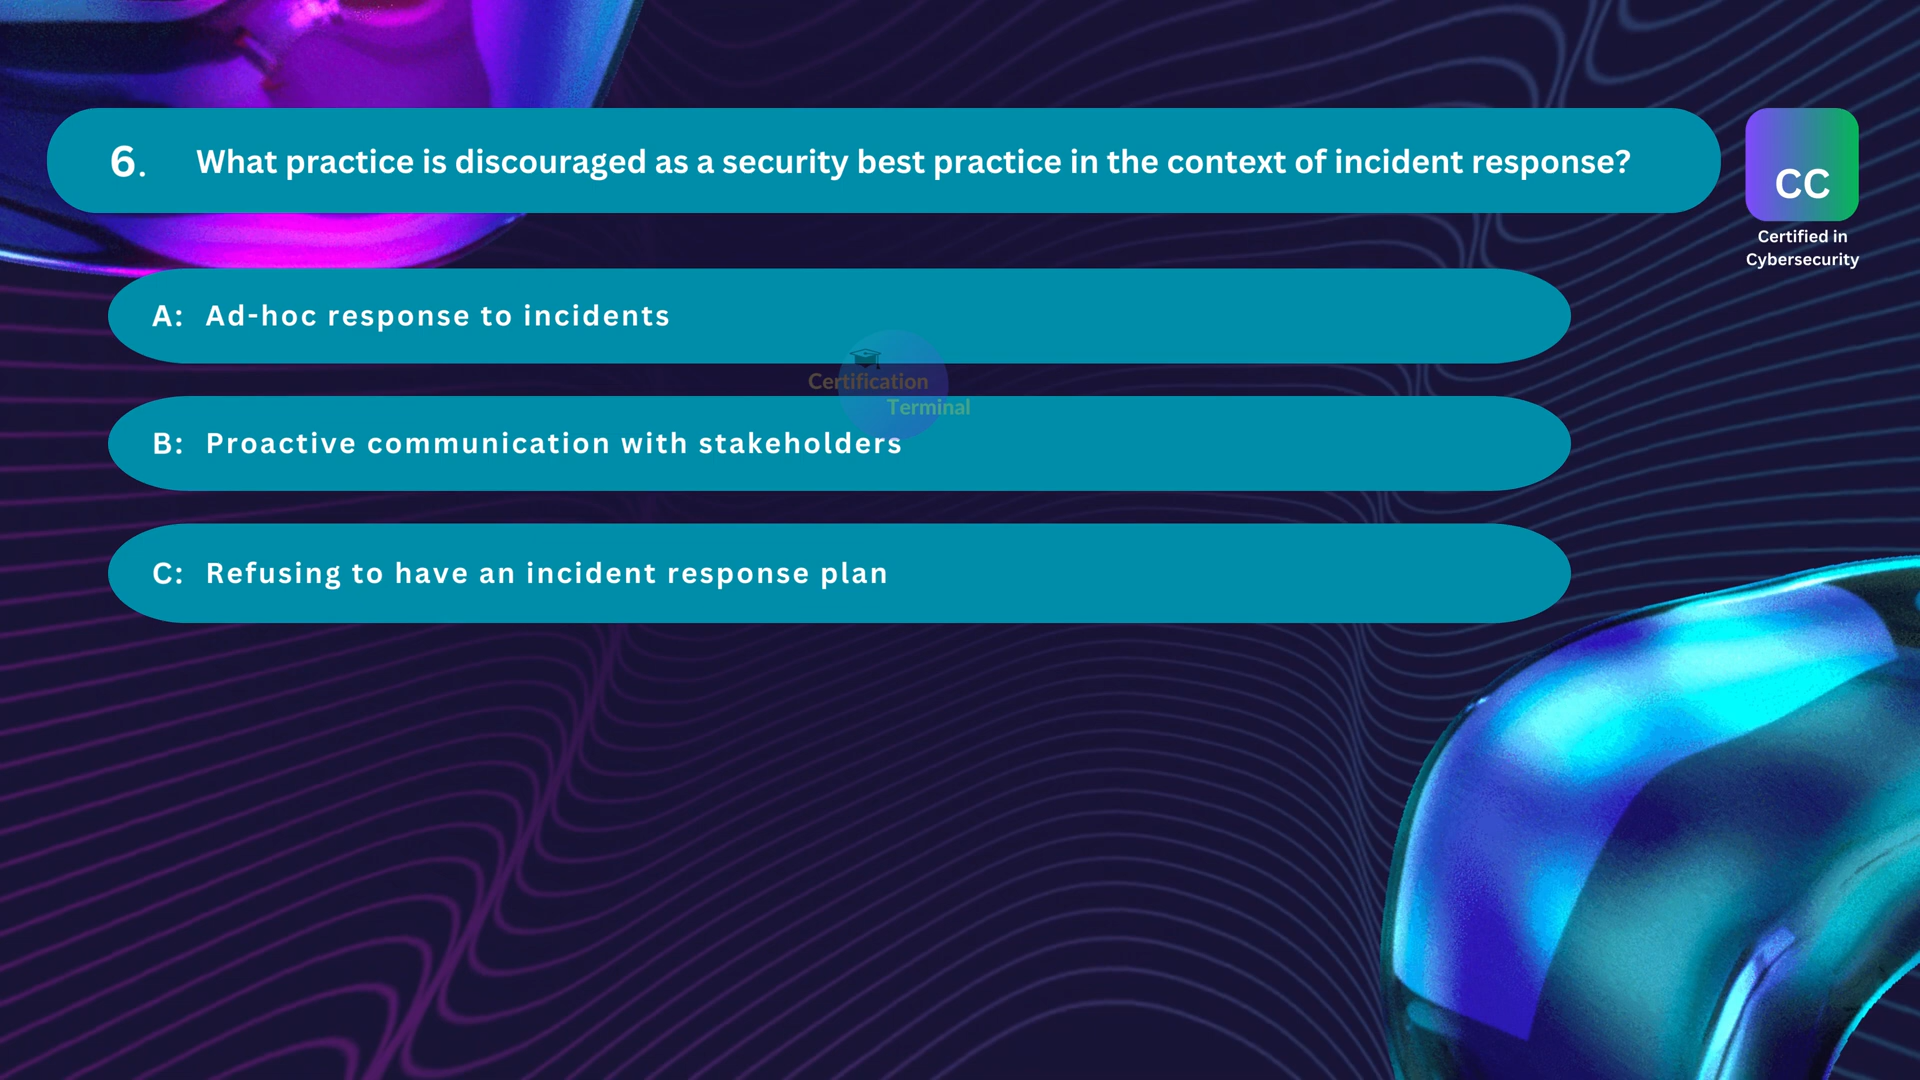 6. What practice is discouraged as a security best practice in the context of incident response?
CC
Certified in
Cybersecurity
A: Ad-hoc response to incidents
Certification
Terminal
B: Proactive communication with stakeholders
C: Refusing to have an incident response plan